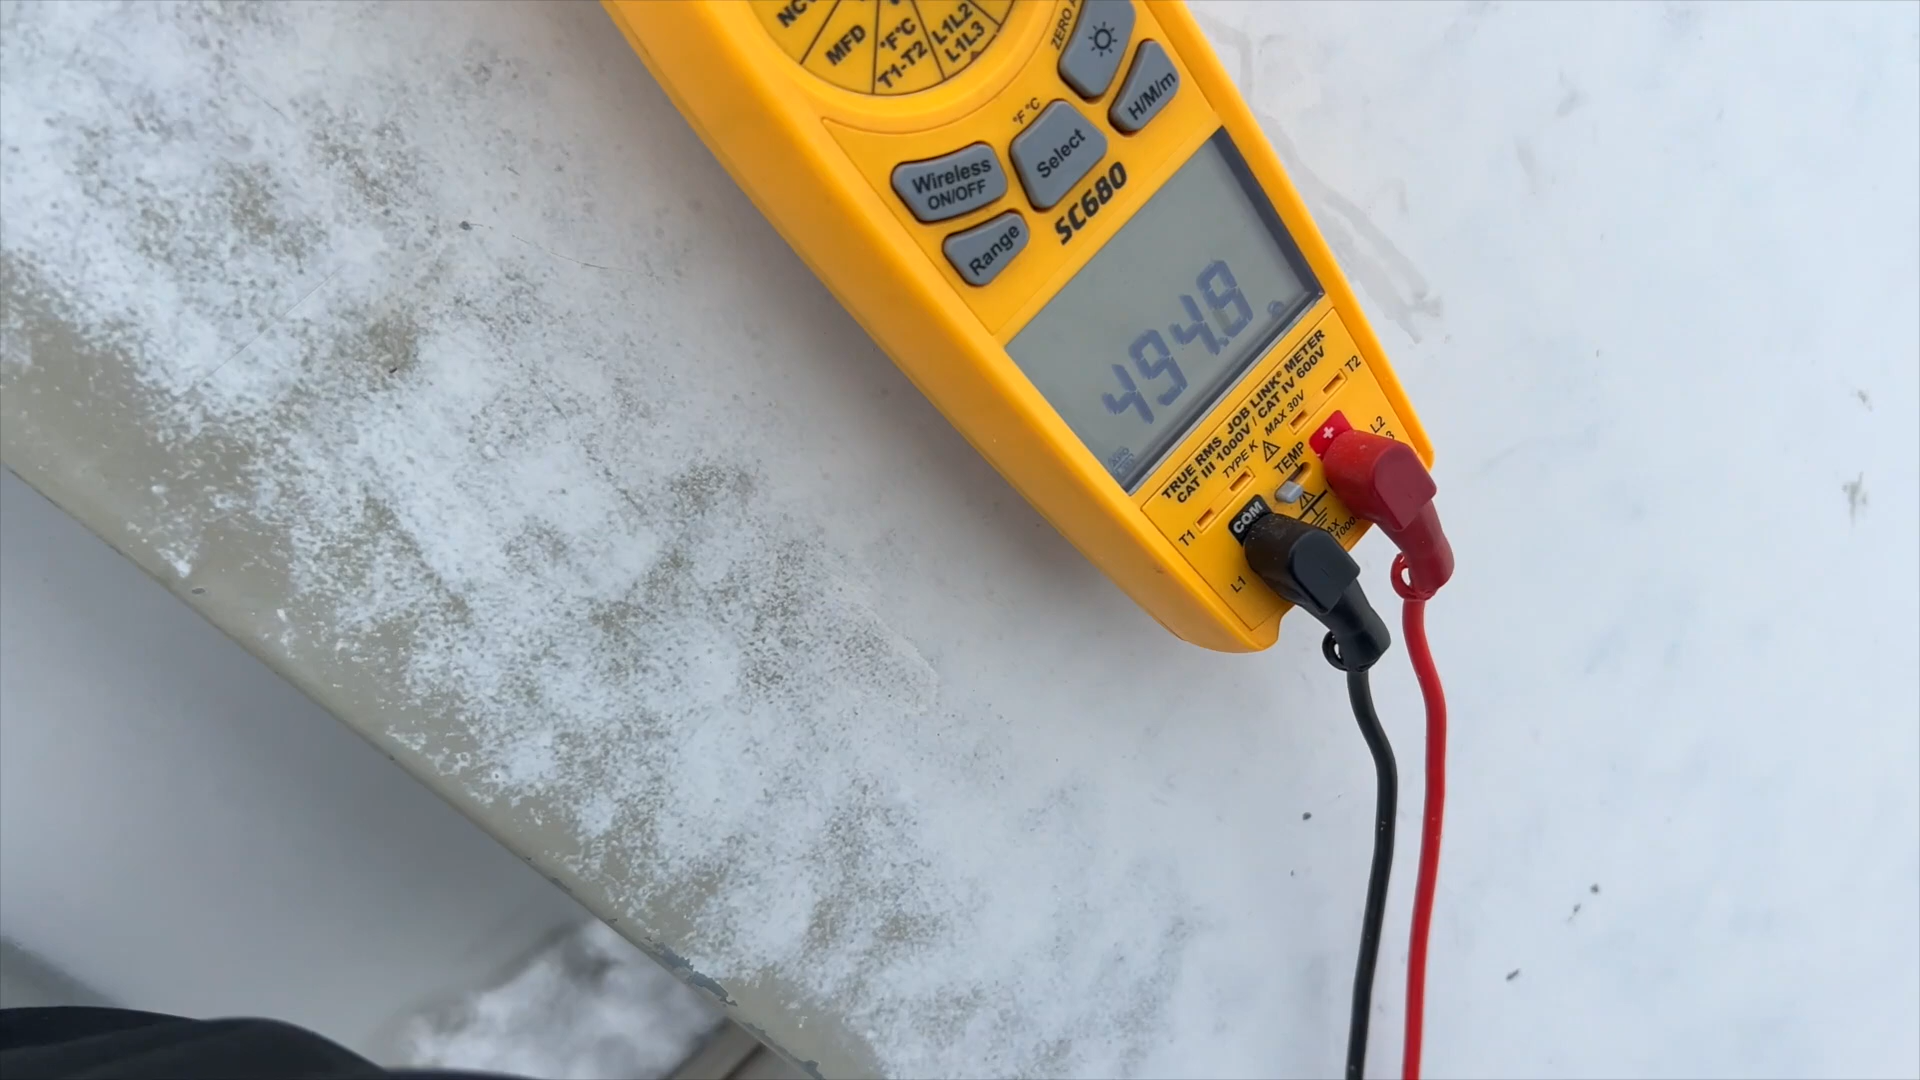 NCV
MFD
°F°C
T1-T2
L1L2
L1L3
ZERO A
H/M/m
°F°C
Select
Wireless
ON/OFF
Range
SC680
494.8
TRUE RMS JOB LINK® METER
CAT III 1000V / CAT IV 600V
T1
TYPE K
MAX 30V
T2
TEMP
COM
+
L1
L2